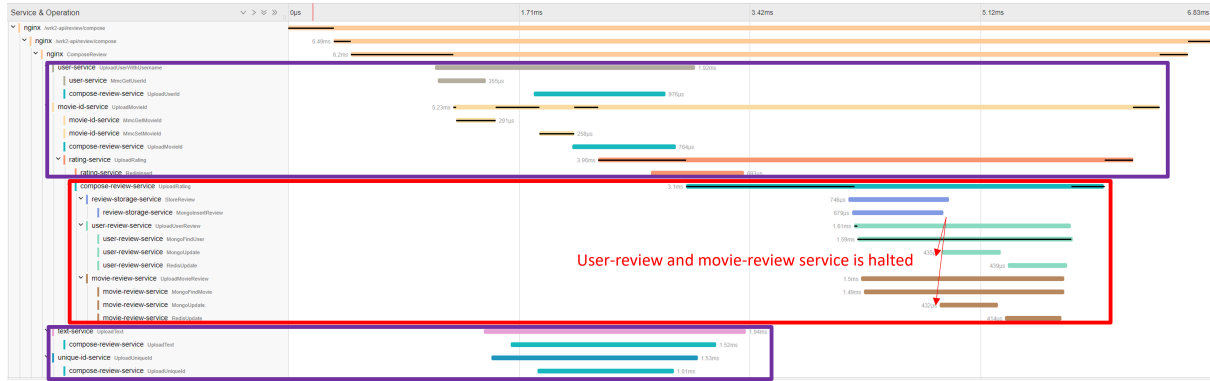 Service & Operation 0μs 1.71ms 3.42ms 5.12ms 6.83ms
nginx /wrk2-api/review/compose
nginx /wrk2-api/review/compose 6.49ms
nginx ComposeReview 6.2ms
user-service UploadUserWithUsername 1.92ms
user-service MmcGetUserId 355μs
compose-review-service UploadUserId 976μs
movie-id-service UploadMovieId 5.23ms
movie-id-service MmcGetMovieId 291μs
movie-id-service MmcSetMovieId 258μs
compose-review-service UploadMovieId 764μs
rating-service UploadRating 3.96ms
rating-service RedisInsert
compose-review-service UploadRating 3.1ms
review-storage-service StoreReview 746μs
review-storage-service MongoInsertReview 678μs
user-review-service UploadUserReview 1.61ms
user-review-service MongoFindUser 1.59ms
user-review-service MongoUpdate
user-review-service RedisUpdate 439μs
User-review and movie-review service is halted
movie-review-service UploadMovieReview 1.5ms
movie-review-service MongoFindMovie 1.49ms
movie-review-service MongoUpdate 432μs
movie-review-service RedisUpdate 414μs
text-service UploadText 1.94ms
compose-review-service UploadText 1.52ms
unique-id-service UploadUniqueId 1.53ms
compose-review-service UploadUniqueId 1.01ms